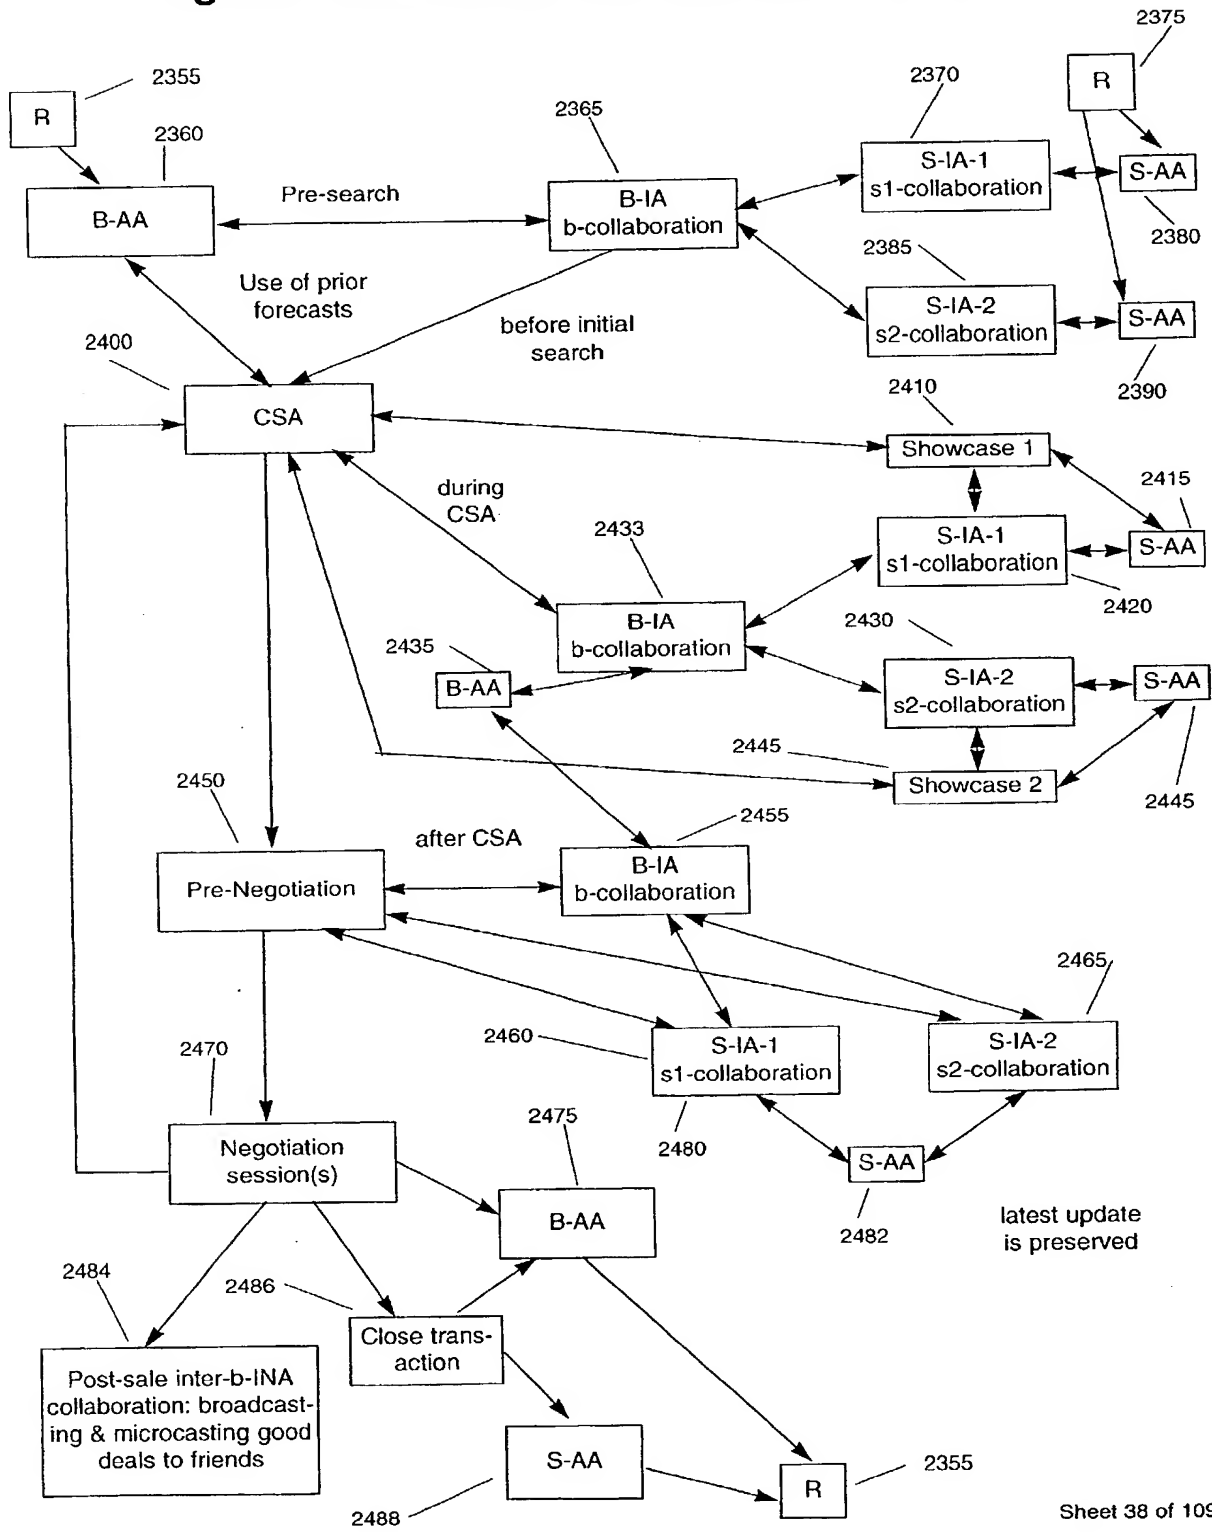 2375
2355
R
2370
R
2365
2360
S-IA-1
s1-collaboration
S-AA
B-AA
Pre-search
B-IA
b-collaboration
2380
2385
Use of prior
forecasts
S-IA-2
s2-collaboration
S-AA
before initial
search
2400
2390
2410
CSA
Showcase 1
during
CSA
2415
2433
S-IA-1
s1-collaboration
S-AA
2420
B-IA
b-collaboration
2430
2435
B-AA
S-IA-2
s2-collaboration
S-AA
2445
Showcase 2
2445
2450
2455
after CSA
B-IA
b-collaboration
Pre-Negotiation
2465
2460
S-IA-1
s1-collaboration
S-IA-2
s2-collaboration
2470
2475
2480
Negotiation
session(s)
S-AA
B-AA
2482
latest update
is preserved
2484
2486
Close trans-
action
Post-sale inter-b-INA
collaboration: broadcast-
ing & microcasting good
deals to friends
S-AA
2355
R
2488
Sheet 38 of 109